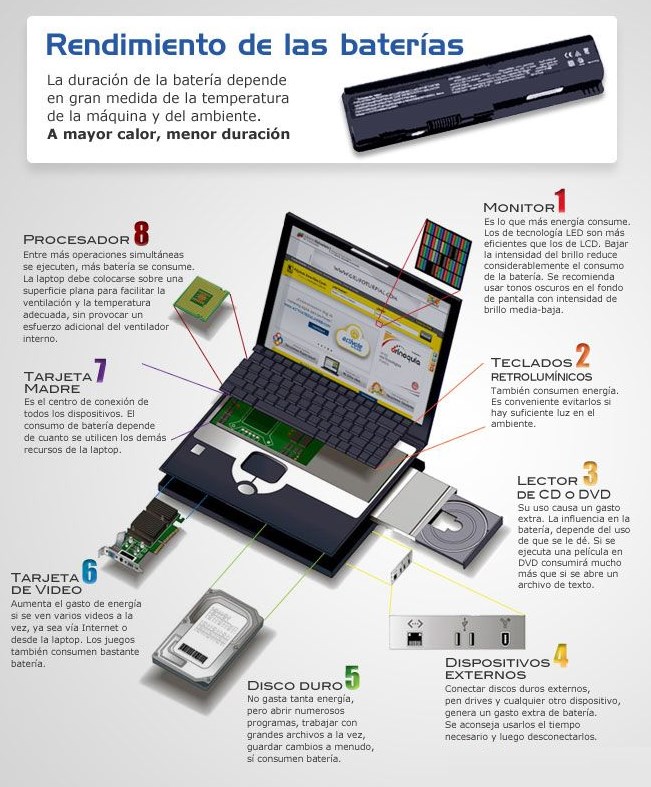 Rendimiento de las baterías
La duración de la batería depende
en gran medida de la temperatura
de la máquina y del ambiente.
A mayor calor, menor duración
MONITOR 1
Es lo que más energía consume.
Los de tecnología LED son más
eficientes que los de LCD. Bajar
la intensidad del brillo reduce
considerablemente el consumo
de la batería. Se recomienda
usar tonos oscuros en el fondo
de pantalla con intensidad de
brillo media-baja.
TECLADOS 2
RETROLUMÍNICOS
También consumen energía.
Es conveniente evitarlos si
hay suficiente luz en el
ambiente.
LECTOR 3
DE CD O DVD
Su uso causa un gasto
extra. La influencia en la
batería, depende del uso
de que se le dé. Si se
ejecuta una película en
DVD consumirá mucho
más que si se abre un
archivo de texto.
DISPOSITIVOS 4
EXTERNOS
Conectar discos duros externos,
pen drives y cualquier otro dispositivo,
genera un gasto extra de batería.
Se aconseja usarlos el tiempo
necesario y luego desconectarlos.
DISCO DURO 5
No gasta tanta energía,
pero abrir numerosos
programas, trabajar con
grandes archivos a la vez,
guardar cambios a menudo,
sí consumen batería.
TARJETA 6
DE VIDEO
Aumenta el gasto de energía
si se ven varios videos a la
vez, ya sea vía Internet o
desde la laptop. Los juegos
también consumen bastante
batería.
TARJETA 7
MADRE
Es el centro de conexión de
todos los dispositivos. El
consumo de batería depende
de cuanto se utilicen los demás
recursos de la laptop.
PROCESADOR 8
Entre más operaciones simultáneas
se ejecuten, más batería se consume.
La laptop debe colocarse sobre una
superficie plana para facilitar la
ventilación y la temperatura
adecuada, sin provocar un
esfuerzo adicional del ventilador
interno.